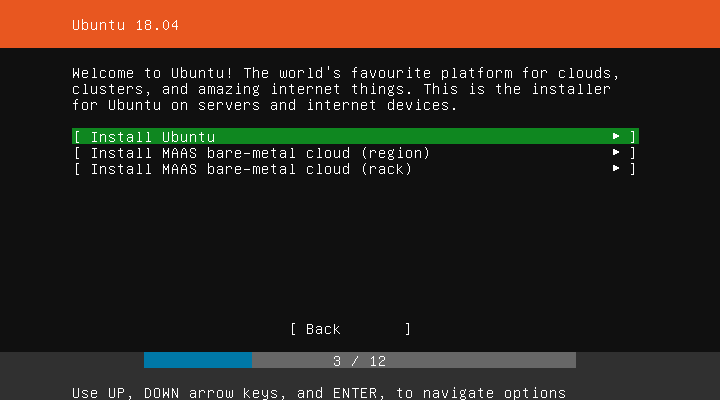 Ubuntu 18.04
Welcome to Ubuntu! The world's favourite platform for clouds,
clusters, and amazing internet things. This is the installer
for Ubuntu on servers and internet devices.
[ Install Ubuntu ▸ ]
[ Install MAAS bare-metal cloud (region) ▸ ]
[ Install MAAS bare-metal cloud (rack) ▸ ]
[ Back ]
3 / 12
Use UP, DOWN arrow keys, and ENTER, to navigate options